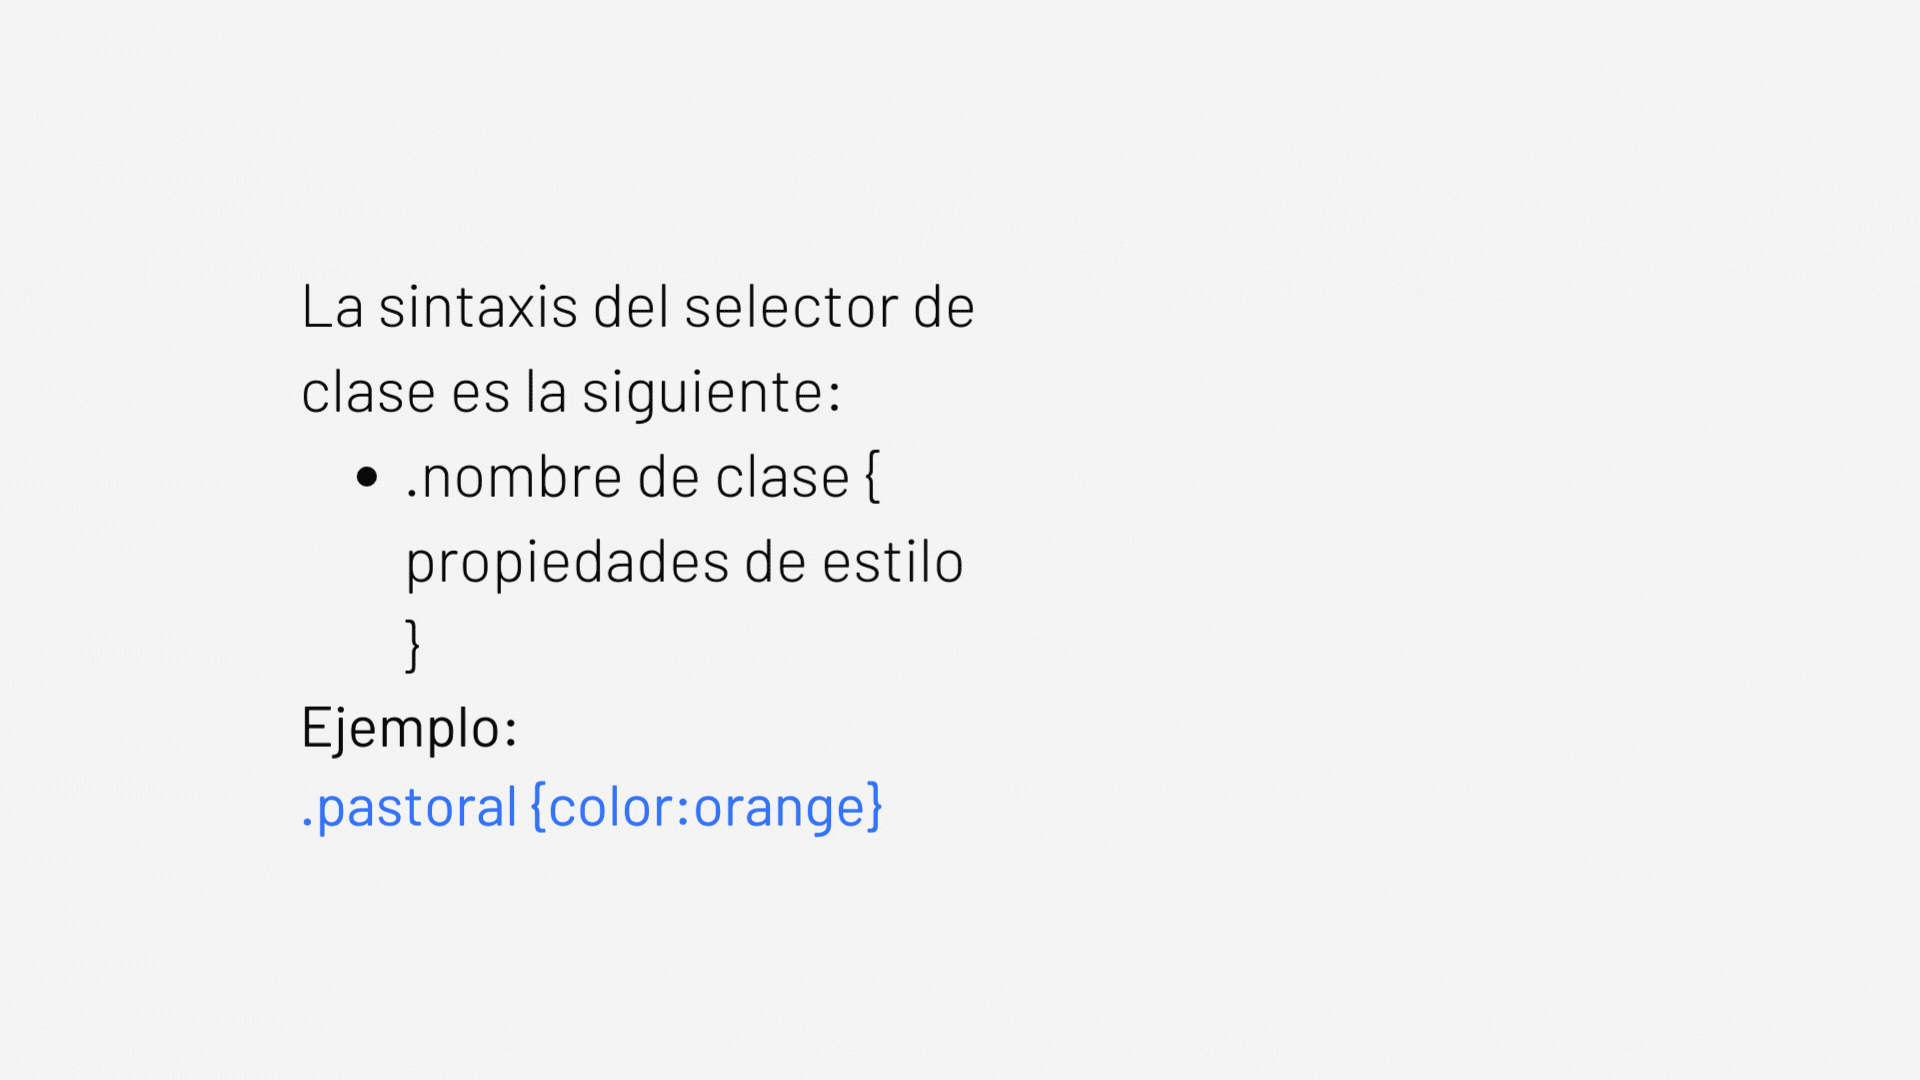 La sintaxis del selector de
clase es la siguiente:
• .nombre de clase {
propiedades de estilo
}
Ejemplo:
.pastoral {color:orange}